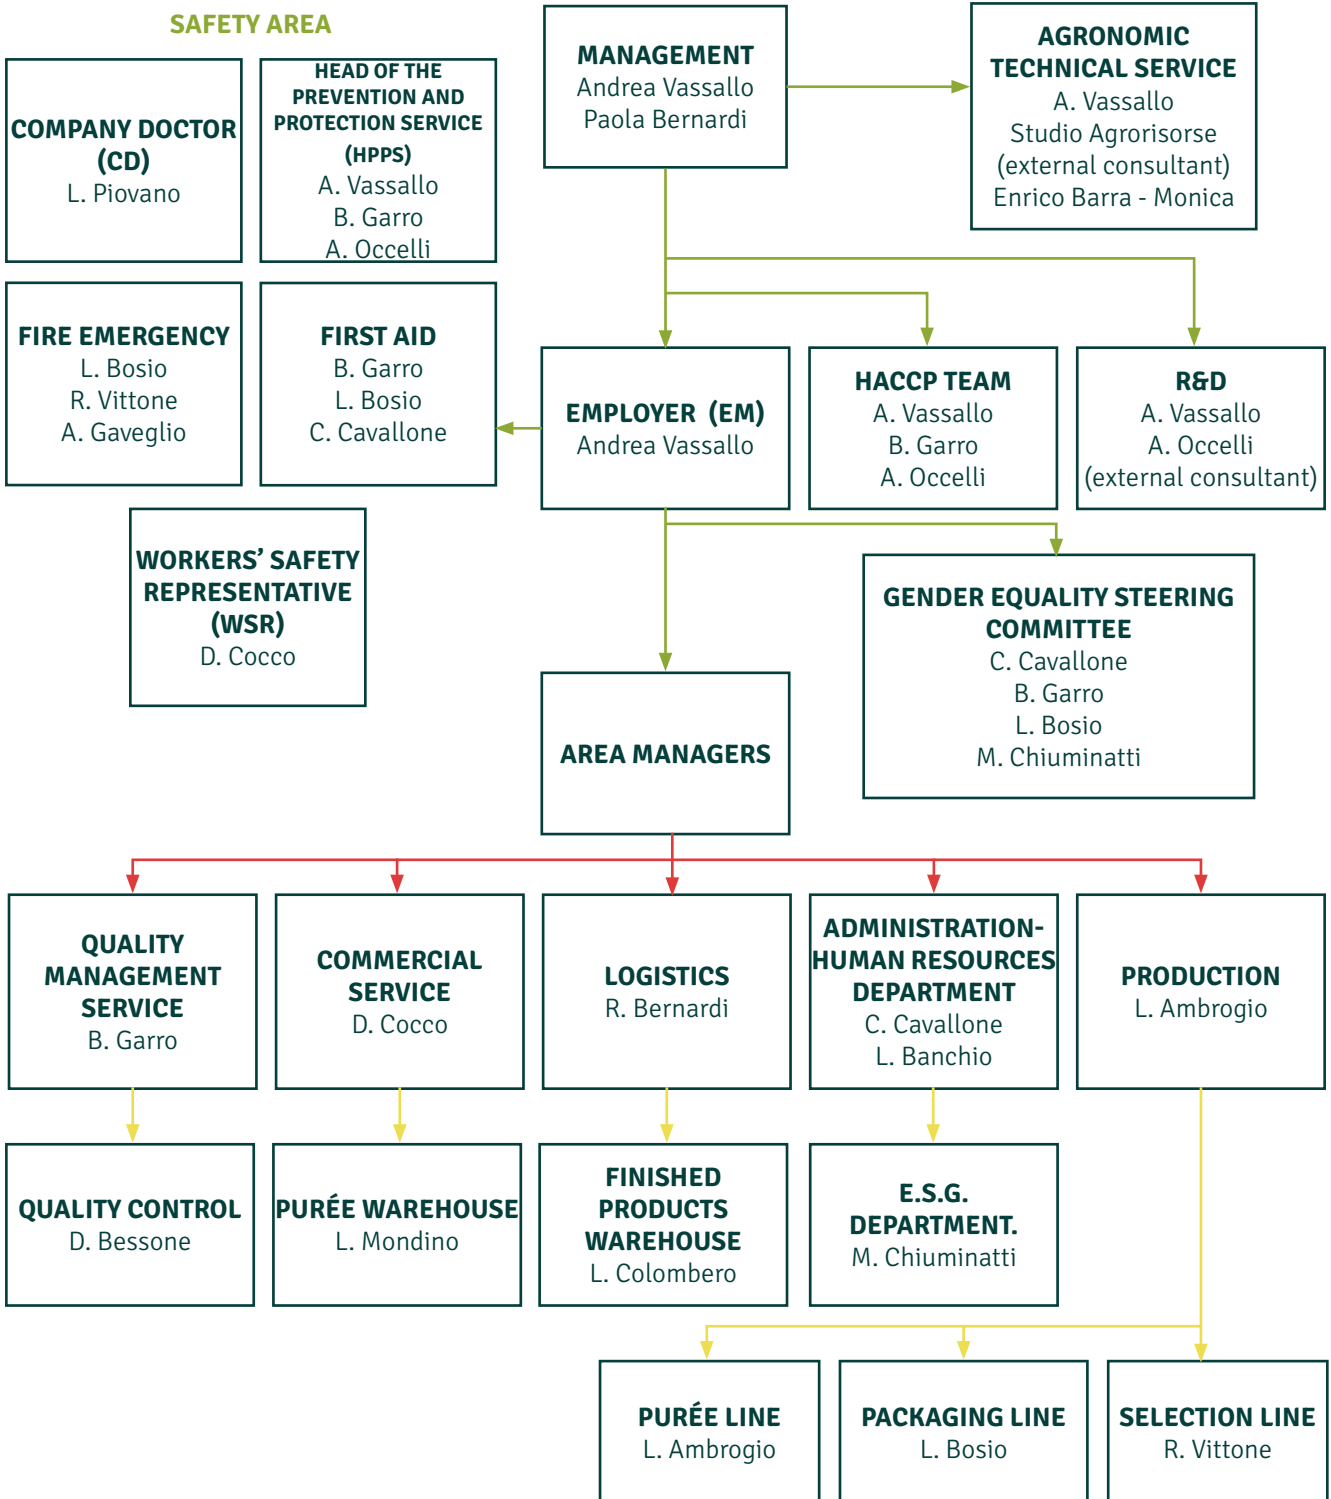 SAFETY AREA
MANAGEMENT
Andrea Vassallo
Paola Bernardi
AGRONOMIC
TECHNICAL SERVICE
A. Vassallo
Studio Agrorisorse
(external consultant)
Enrico Barra - Monica
COMPANY DOCTOR
(CD)
L. Piovano
HEAD OF THE
PREVENTION AND
PROTECTION SERVICE
(HPPS)
A. Vassallo
B. Garro
A. Occelli
FIRE EMERGENCY
L. Bosio
R. Vittone
A. Gaveglio
FIRST AID
B. Garro
L. Bosio
C. Cavallone
EMPLOYER (EM)
Andrea Vassallo
HACCP TEAM
A. Vassallo
B. Garro
A. Occelli
R&D
A. Vassallo
A. Occelli
(external consultant)
WORKERS’ SAFETY
REPRESENTATIVE
(WSR)
D. Cocco
GENDER EQUALITY STEERING
COMMITTEE
C. Cavallone
B. Garro
L. Bosio
M. Chiuminatti
AREA MANAGERS
QUALITY
MANAGEMENT
SERVICE
B. Garro
COMMERCIAL
SERVICE
D. Cocco
LOGISTICS
R. Bernardi
ADMINISTRATION-
HUMAN RESOURCES
DEPARTMENT
C. Cavallone
L. Banchio
PRODUCTION
L. Ambrogio
QUALITY CONTROL
D. Bessone
PURÉE WAREHOUSE
L. Mondino
FINISHED
PRODUCTS
WAREHOUSE
L. Colombero
E.S.G.
DEPARTMENT.
M. Chiuminatti
PURÉE LINE
L. Ambrogio
PACKAGING LINE
L. Bosio
SELECTION LINE
R. Vittone